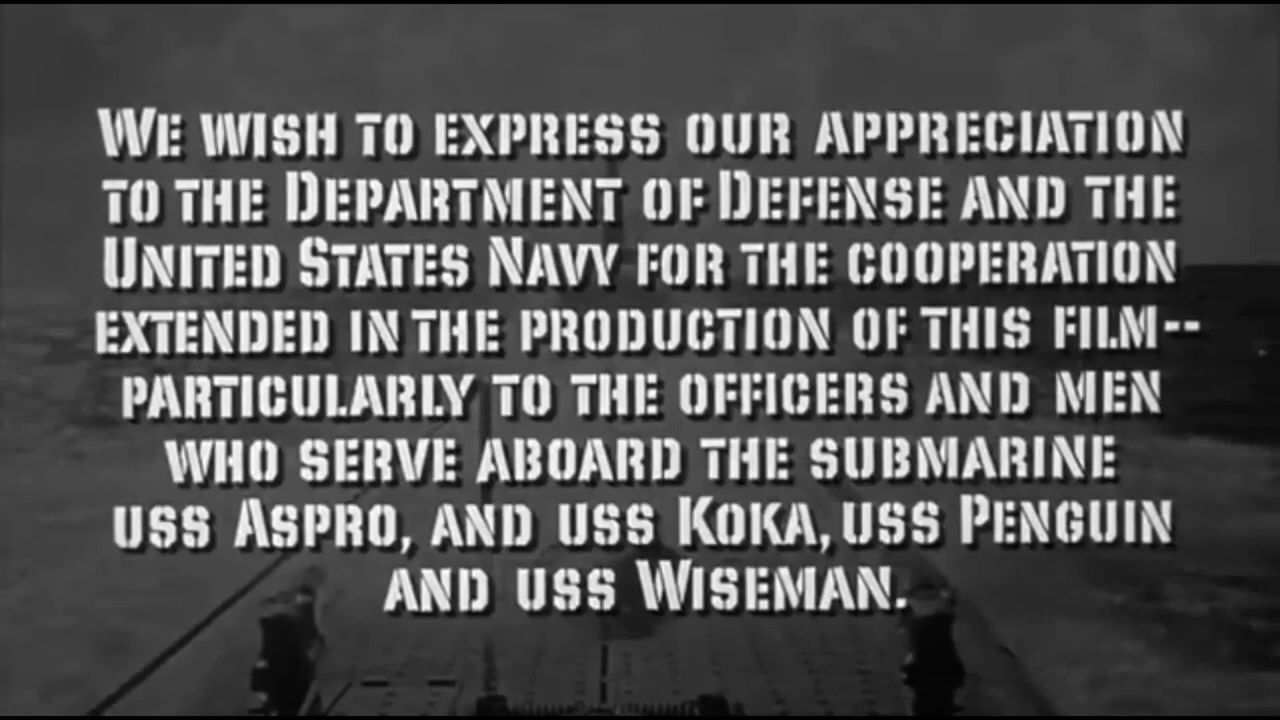 We wish to express our appreciation
to the Department of Defense and the
United States Navy for the cooperation
extended in the production of this film--
particularly to the officers and men
who serve aboard the submarine
USS Aspro, and USS Koka, USS Penguin
and USS Wiseman.